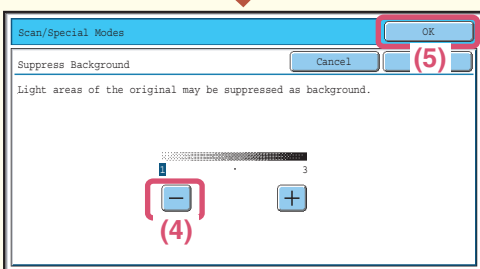 Scan/Special Modes OK
Suppress Background Cancel (5)
Light areas of the original may be suppressed as background.
1 · 3
− +
(4)